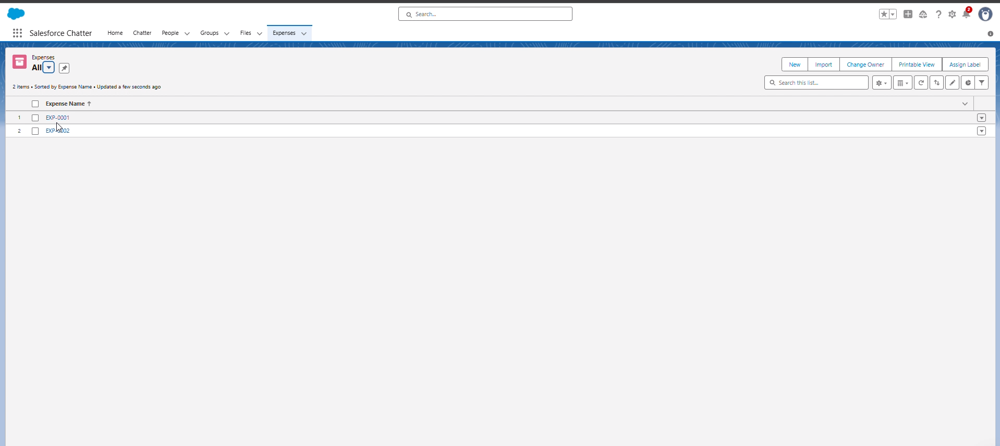 Search...
2
Salesforce Chatter Home Chatter People Groups Files Expenses
Expenses
All
New Import Change Owner Printable View Assign Label
2 items • Sorted by Expense Name • Updated a few seconds ago
Search this list...
Expense Name
1 EXP-0001
2 EXP-0002